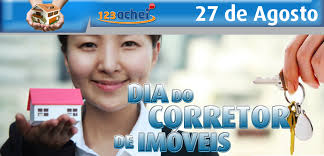 123achei
27 de Agosto
DIA DO
CORRETOR
DE IMÓVEIS